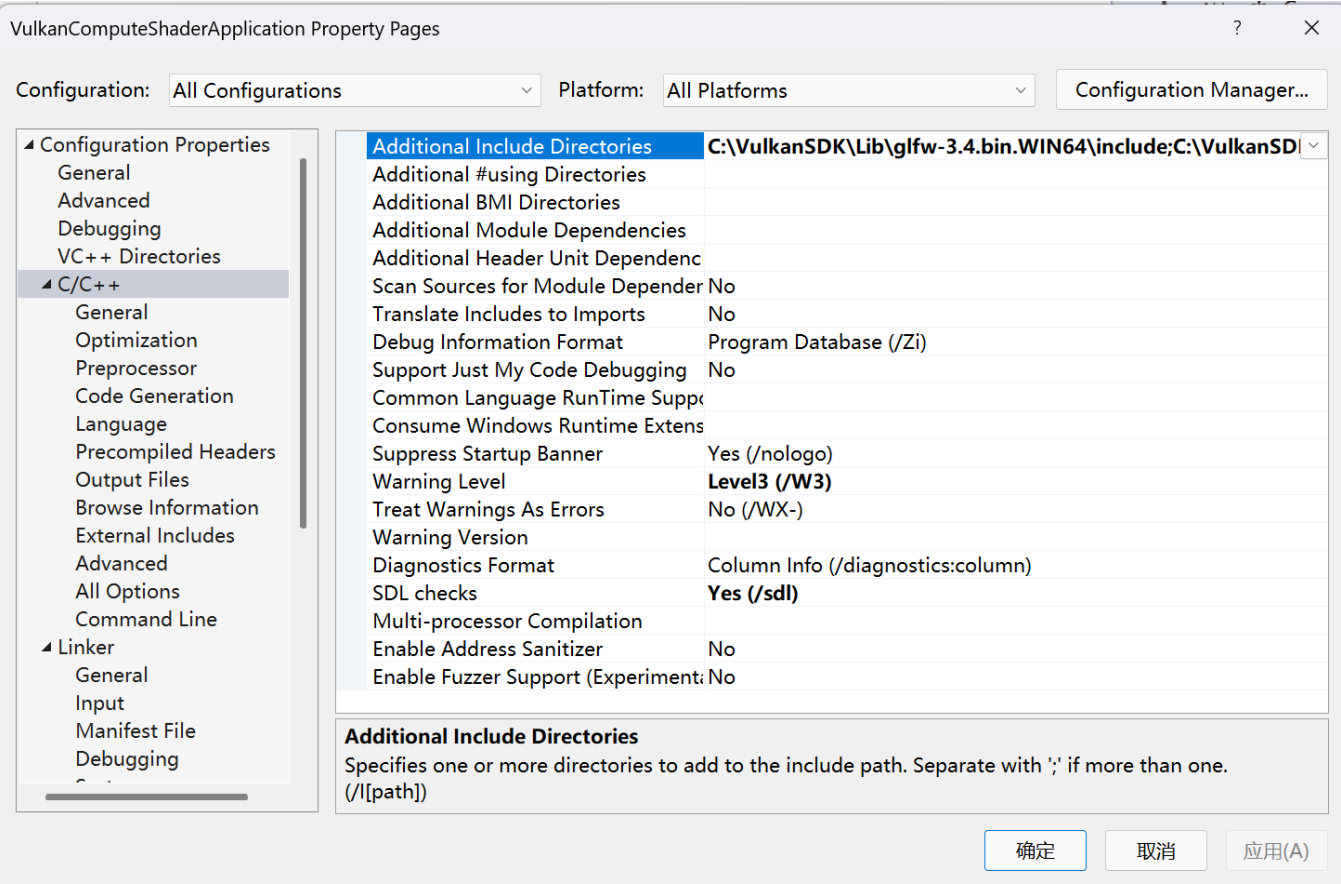 VulkanComputeShaderApplication Property Pages ?
Configuration: All Configurations Platform: All Platforms Configuration Manager...
Configuration Properties
General
Advanced
Debugging
VC++ Directories
C/C++
General
Optimization
Preprocessor
Code Generation
Language
Precompiled Headers
Output Files
Browse Information
External Includes
Advanced
All Options
Command Line
Linker
General
Input
Manifest File
Debugging
Additional Include Directories C:\VulkanSDK\Lib\glfw-3.4.bin.WIN64\include;C:\VulkanSD
Additional #using Directories
Additional BMI Directories
Additional Module Dependencies
Additional Header Unit Dependenc
Scan Sources for Module Depender No
Translate Includes to Imports No
Debug Information Format Program Database (/Zi)
Support Just My Code Debugging No
Common Language RunTime Suppo
Consume Windows Runtime Extens
Suppress Startup Banner Yes (/nologo)
Warning Level Level3 (/W3)
Treat Warnings As Errors No (/WX-)
Warning Version
Diagnostics Format Column Info (/diagnostics:column)
SDL checks Yes (/sdl)
Multi-processor Compilation
Enable Address Sanitizer No
Enable Fuzzer Support (Experimenta No
Additional Include Directories
Specifies one or more directories to add to the include path. Separate with ';' if more than one.
(/I[path])
确定 取消 应用(A)